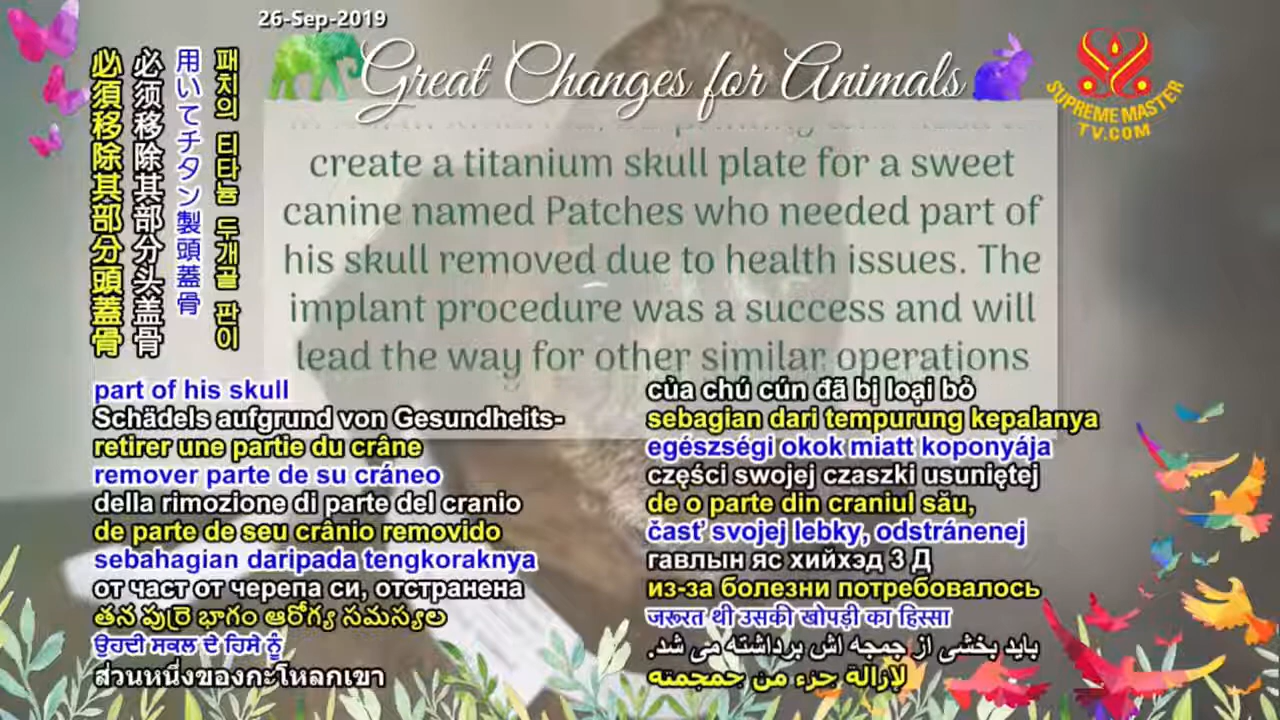 26-Sep-2019
Great Changes for Animals
SUPREME MASTER
TV.COM
必須移除其部分頭蓋骨
必须移除其部分头盖骨
用いてチタン製頭蓋骨
패치의 티타늄 두개골 판이
create a titanium skull plate for a sweet
canine named Patches who needed part of
his skull removed due to health issues. The
implant procedure was a success and will
lead the way for other similar operations
part of his skull
Schädels aufgrund von Gesundheits-
retirer une partie du crâne
remover parte de su cráneo
della rimozione di parte del cranio
de parte de seu crânio removido
sebahagian daripada tengkoraknya
от част от черепа си, отстранена
తన పుర్రె భాగం ఆరోగ్య సమస్యల
ਉਹਦੀ ਸਕਲ ਦੇ ਹਿਸੇ ਨੂੰ
ส่วนหนึ่งของกะโหลกเขา
của chú cún đã bị loại bỏ
sebagian dari tempurung kepalanya
egészségi okok miatt koponyája
części swojej czaszki usuniętej
de o parte din craniul său,
časť svojej lebky, odstránenej
гавлын яс хийхэд 3 Д
из-за болезни потребовалось
जरूरत थी उसकी खोपड़ी का हिस्सा
باید بخشی از جمجه اش برداشته می شد.
لإزالة جزء من جمجمته